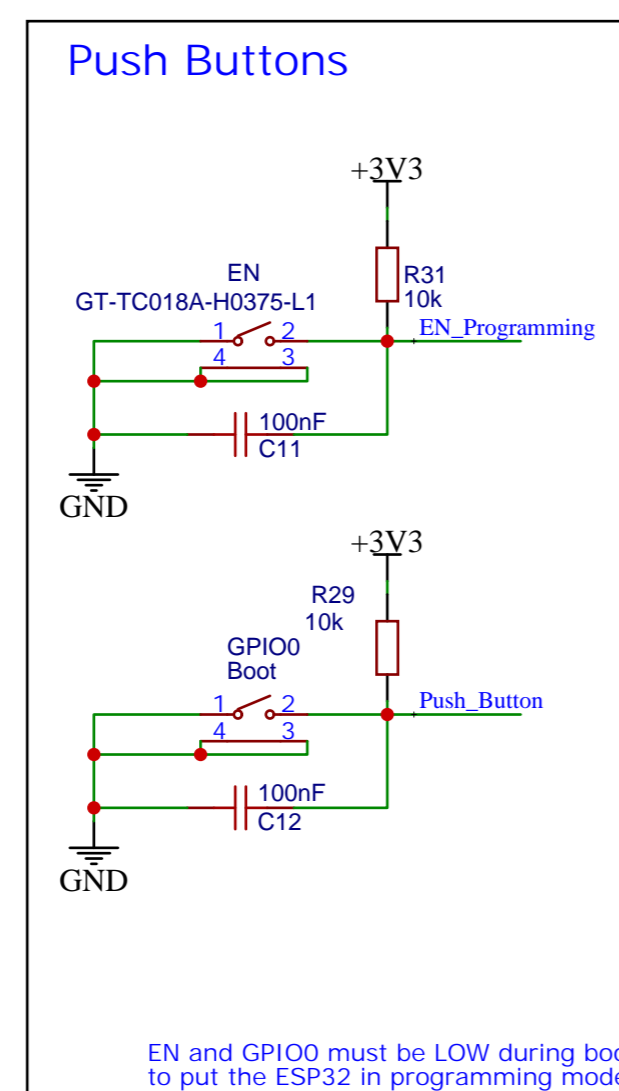 Push Buttons
+3V3
EN
GT-TC018A-H0375-L1
R31
10k
1 2
EN_Programming
4 3
100nF
C11
GND
+3V3
R29
10k
GPIO0
Boot
1 2
Push_Button
4 3
100nF
C12
GND
EN and GPIO0 must be LOW during boo
to put the ESP32 in programming mode